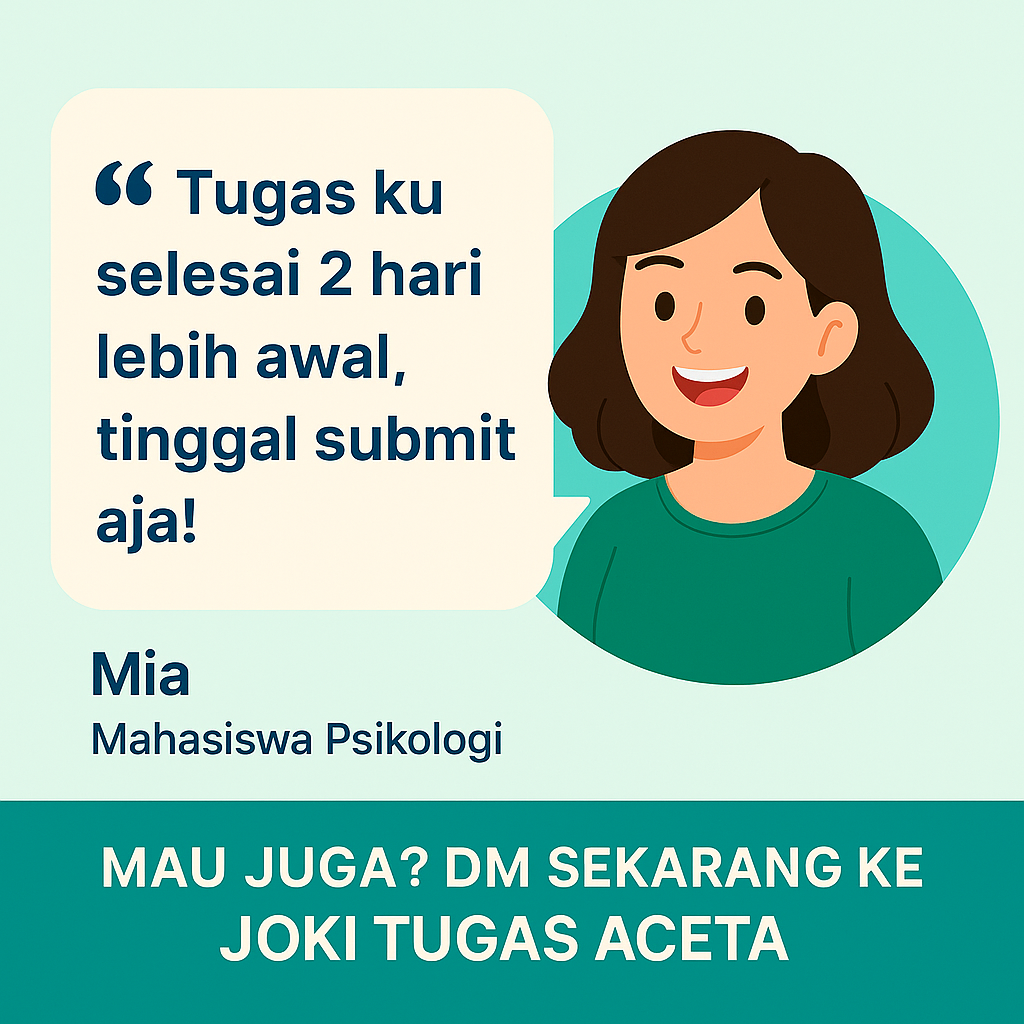 “ Tugas ku
selesai 2 hari
lebih awal,
tinggal submit
aja!
Mia
Mahasiswa Psikologi
MAU JUGA? DM SEKARANG KE
JOKI TUGAS ACETA